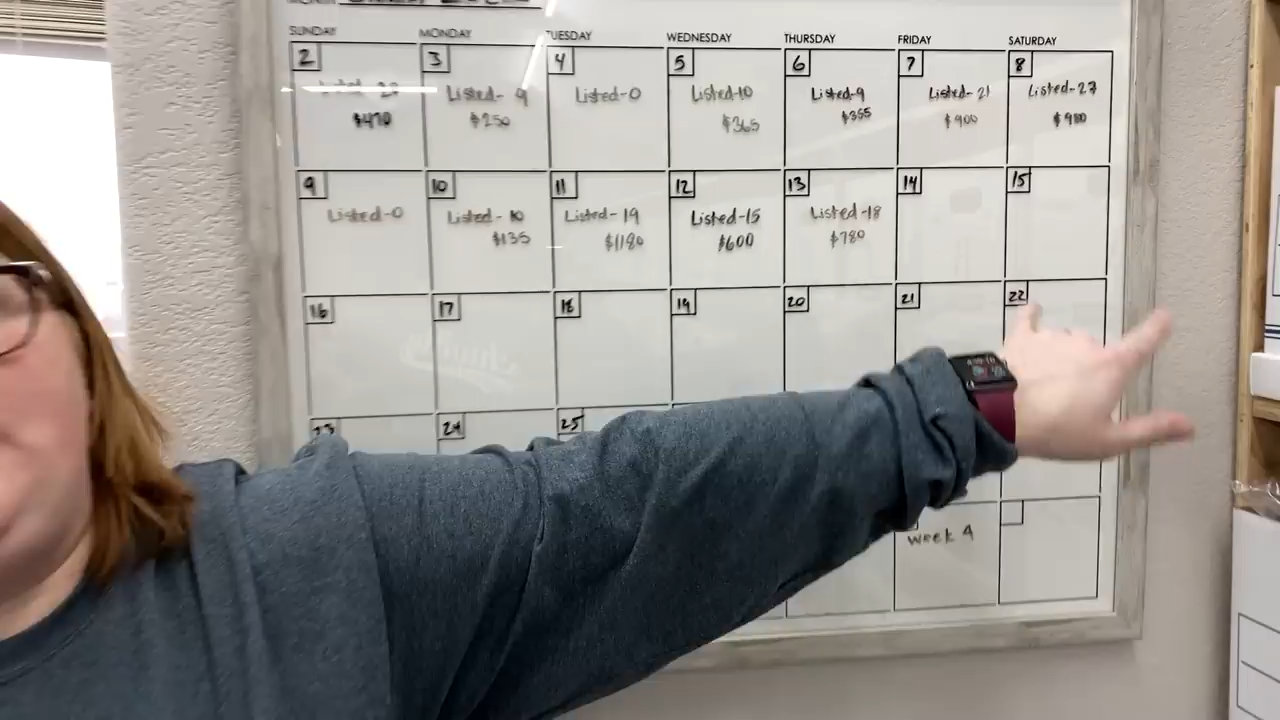 SUNDAY MONDAY TUESDAY WEDNESDAY THURSDAY FRIDAY SATURDAY
2 3 4 5 6 7 8
Listed- 9 Listed-0 Listed-10 Listed-9 Listed-21 Listed-27
$470 $250 $365 $355 $900 $980
9 10 11 12 13 14 15
Listed-0 Listed-10 Listed-19 Listed-15 Listed-18
$135 $1180 $600 $780
16 17 18 19 20 21 22
23 24 25
week 4